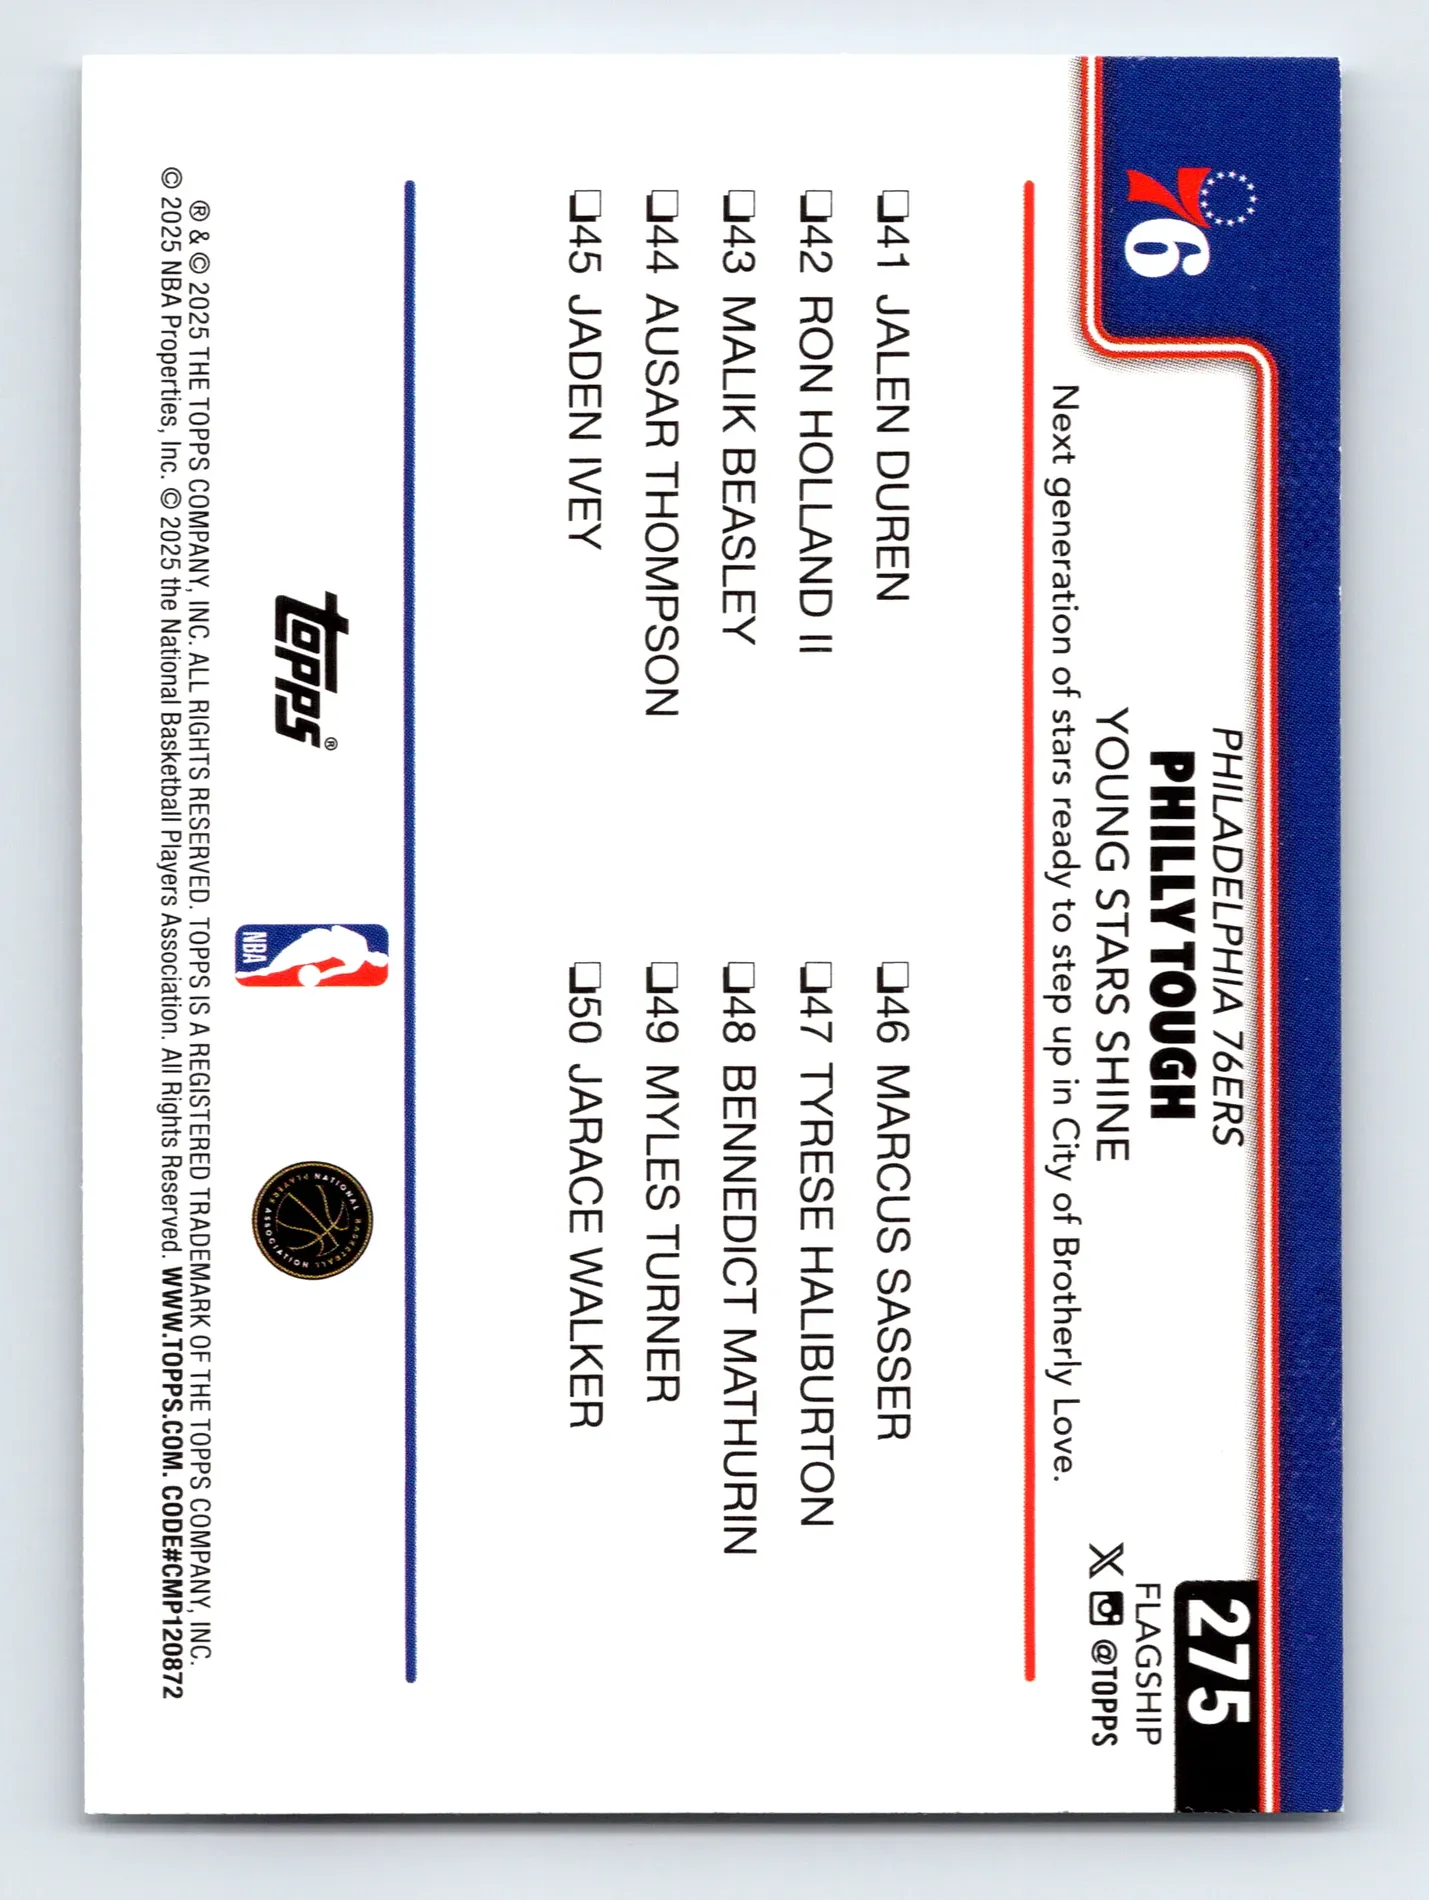 76
PHILADELPHIA 76ERS
PHILLY TOUGH
YOUNG STARS SHINE
Next generation of stars ready to step up in City of Brotherly Love.
275
FLAGSHIP
X @TOPPS
❏41 JALEN DUREN
❏42 RON HOLLAND II
❏43 MALIK BEASLEY
❏44 AUSAR THOMPSON
❏45 JADEN IVEY
❏46 MARCUS SASSER
❏47 TYRESE HALIBURTON
❏48 BENNEDICT MATHURIN
❏49 MYLES TURNER
❏50 JARACE WALKER
topps®
NBA
NATIONAL BASKETBALL PLAYERS ASSOCIATION
® & © 2025 THE TOPPS COMPANY, INC. ALL RIGHTS RESERVED. TOPPS IS A REGISTERED TRADEMARK OF THE TOPPS COMPANY, INC.
© 2025 NBA Properties, Inc. © 2025 the National Basketball Players Association. All Rights Reserved. WWW.TOPPS.COM. CODE#CMP120872